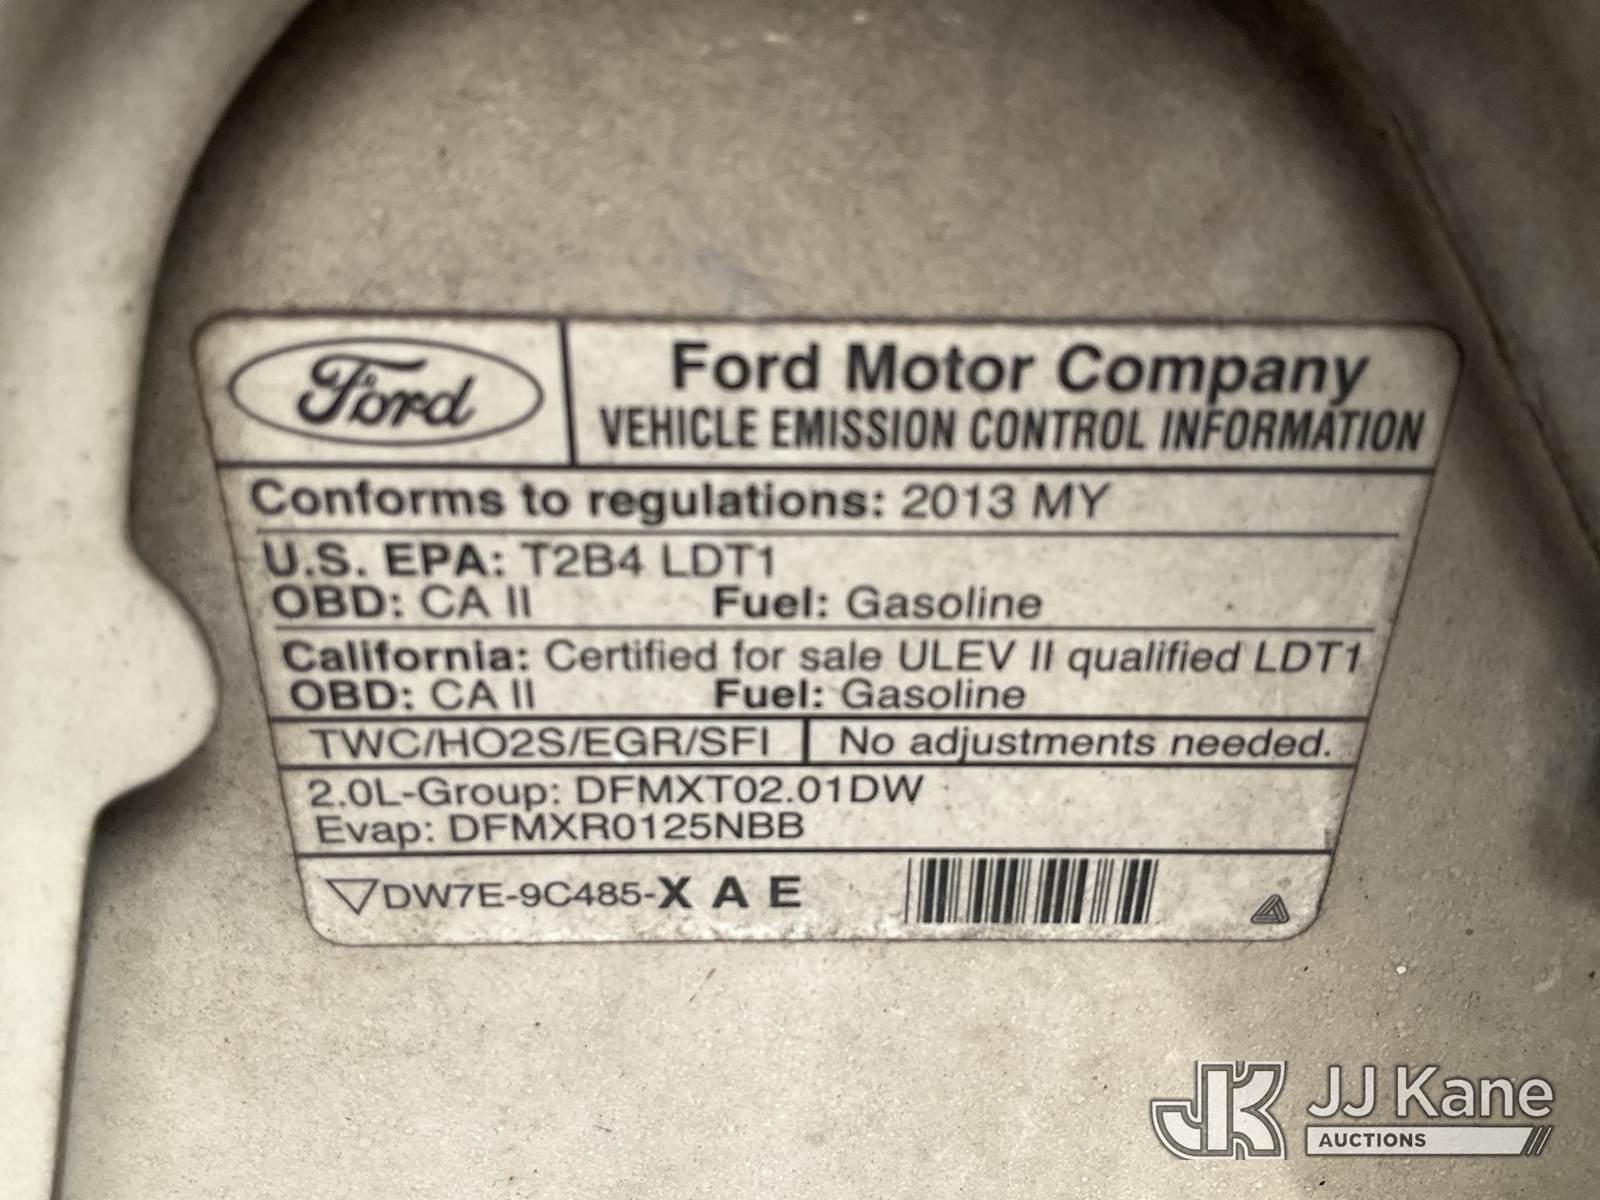 Ford
Ford Motor Company
VEHICLE EMISSION CONTROL INFORMATION
Conforms to regulations: 2013 MY
U.S. EPA: T2B4 LDT1
OBD: CA II Fuel: Gasoline
California: Certified for sale ULEV II qualified LDT1
OBD: CA II Fuel: Gasoline
TWC/HO2S/EGR/SFI No adjustments needed.
2.0L-Group: DFMXT02.01DW
Evap: DFMXR0125NBB
DW7E-9C485-X A E
JK JJ Kane
AUCTIONS